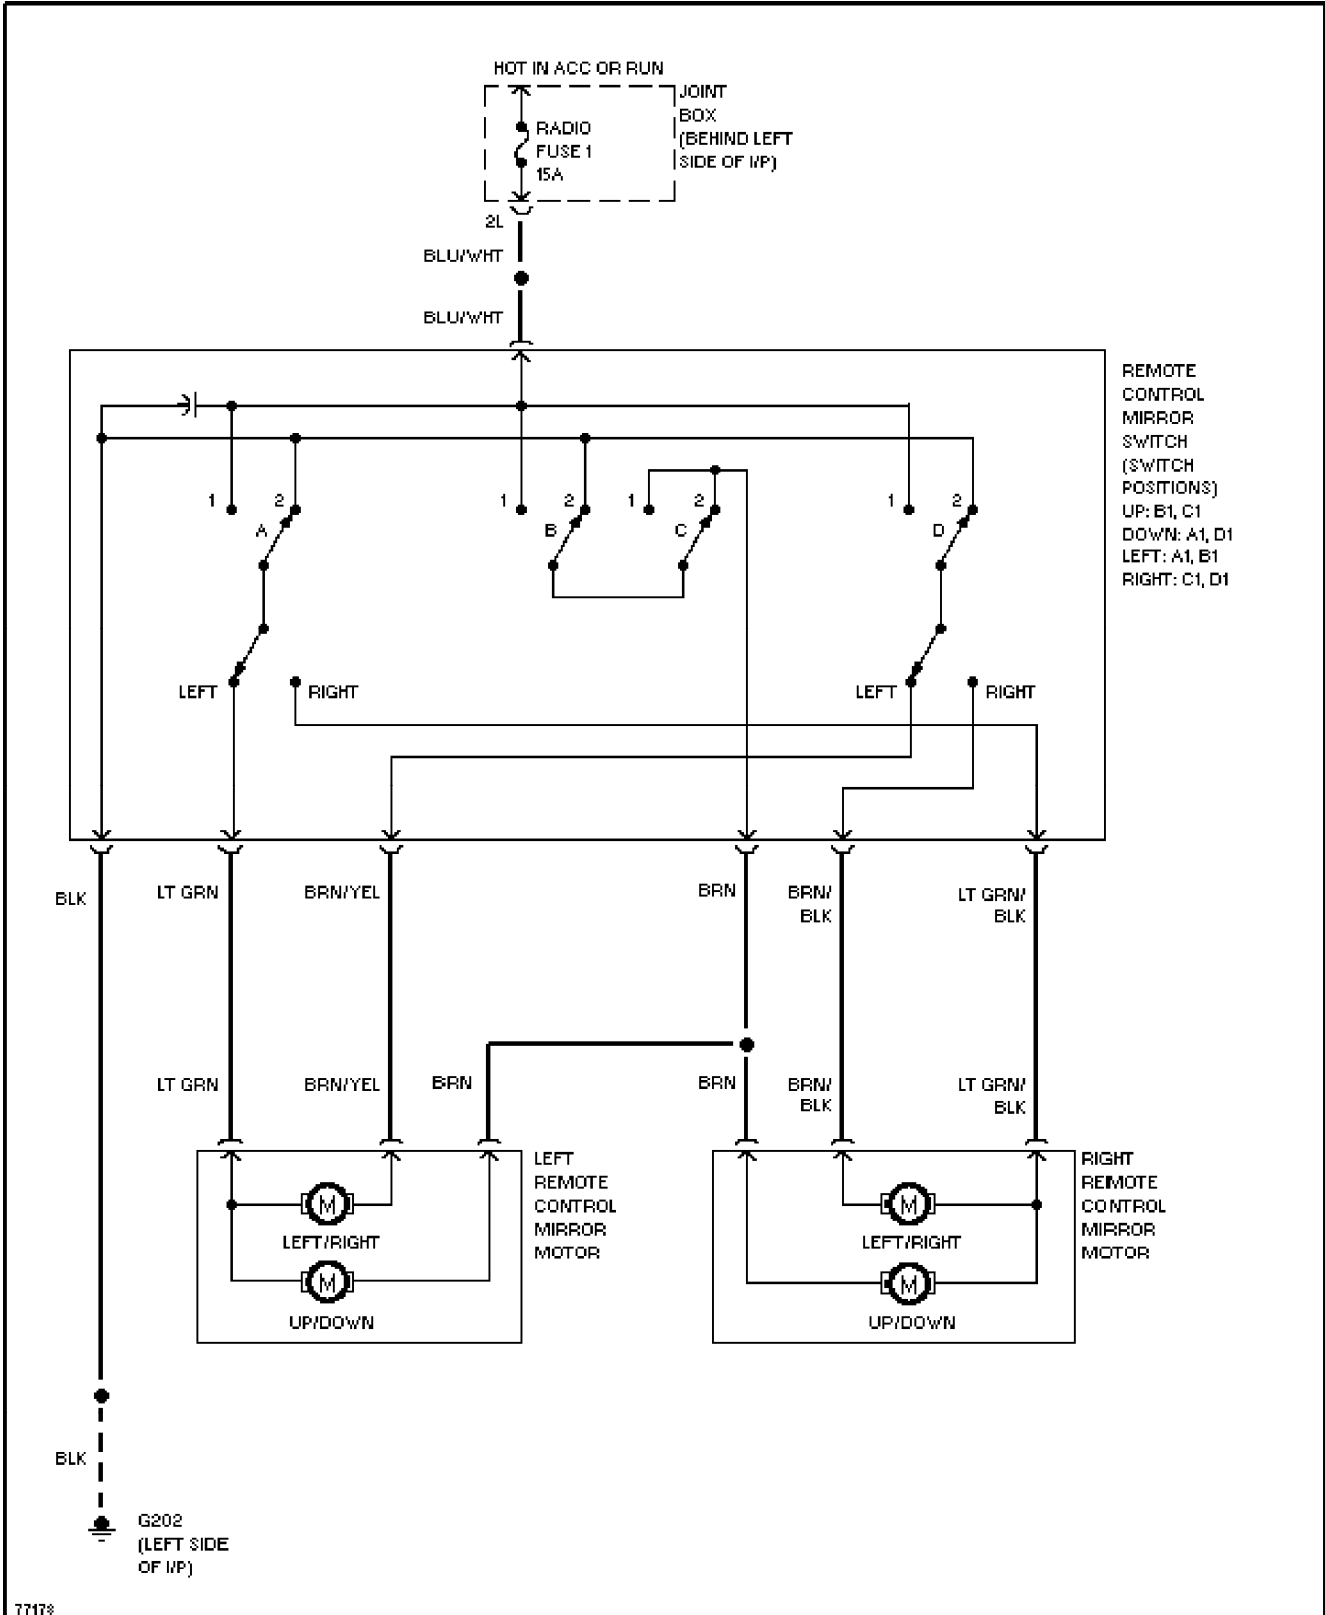 HOT IN ACC OR RUN
JOINT
BOX
(BEHIND LEFT
SIDE OF I/P)
RADIO
FUSE 1
15A
2L
BLU/WHT
BLU/WHT
REMOTE
CONTROL
MIRROR
SWITCH
(SWITCH
POSITIONS)
UP: B1, C1
DOWN: A1, D1
LEFT: A1, B1
RIGHT: C1, D1
1 2 1 2 1 2 1 2
A B C D
LEFT RIGHT LEFT RIGHT
BLK
LT GRN
BRN/YEL
BRN
BRN/
BLK
LT GRN/
BLK
LT GRN
BRN/YEL
BRN
BRN
BRN/
BLK
LT GRN/
BLK
M
LEFT/RIGHT
M
UP/DOWN
LEFT
REMOTE
CONTROL
MIRROR
MOTOR
M
LEFT/RIGHT
M
UP/DOWN
RIGHT
REMOTE
CONTROL
MIRROR
MOTOR
BLK
G202
(LEFT SIDE
OF I/P)